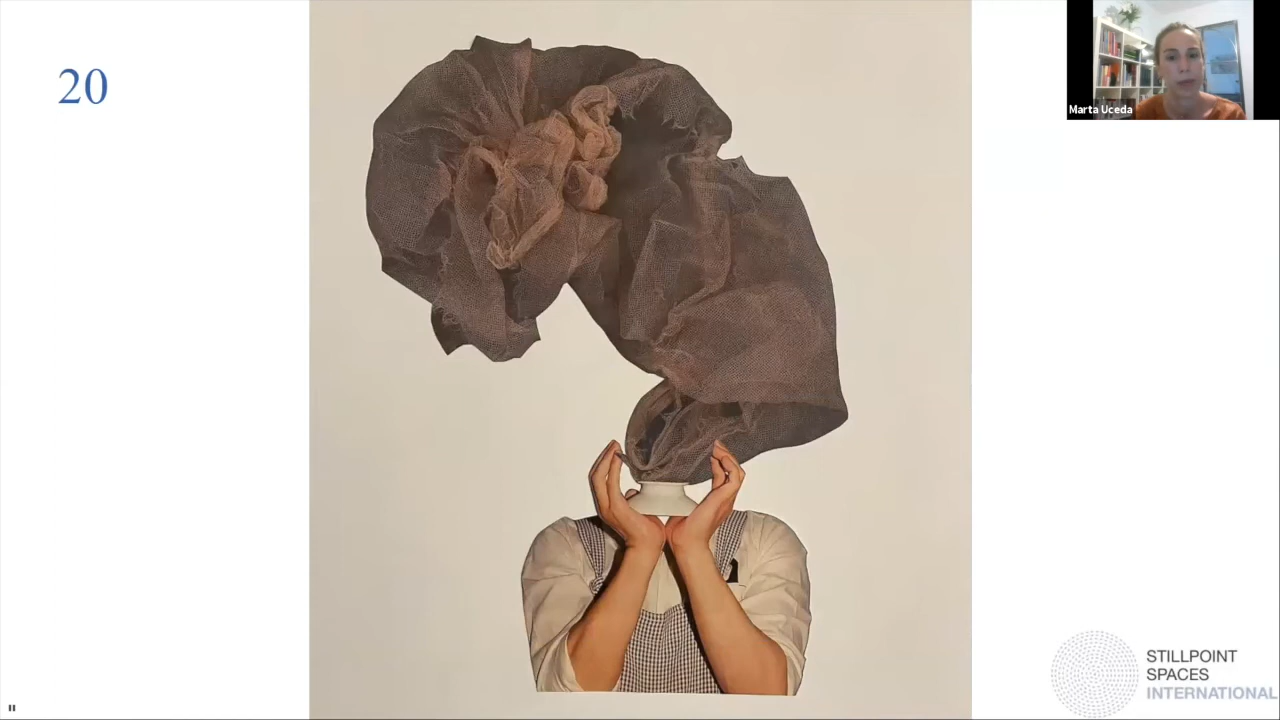 20
Marta Uceda
STILLPOINT
SPACES
INTERNATIONAL